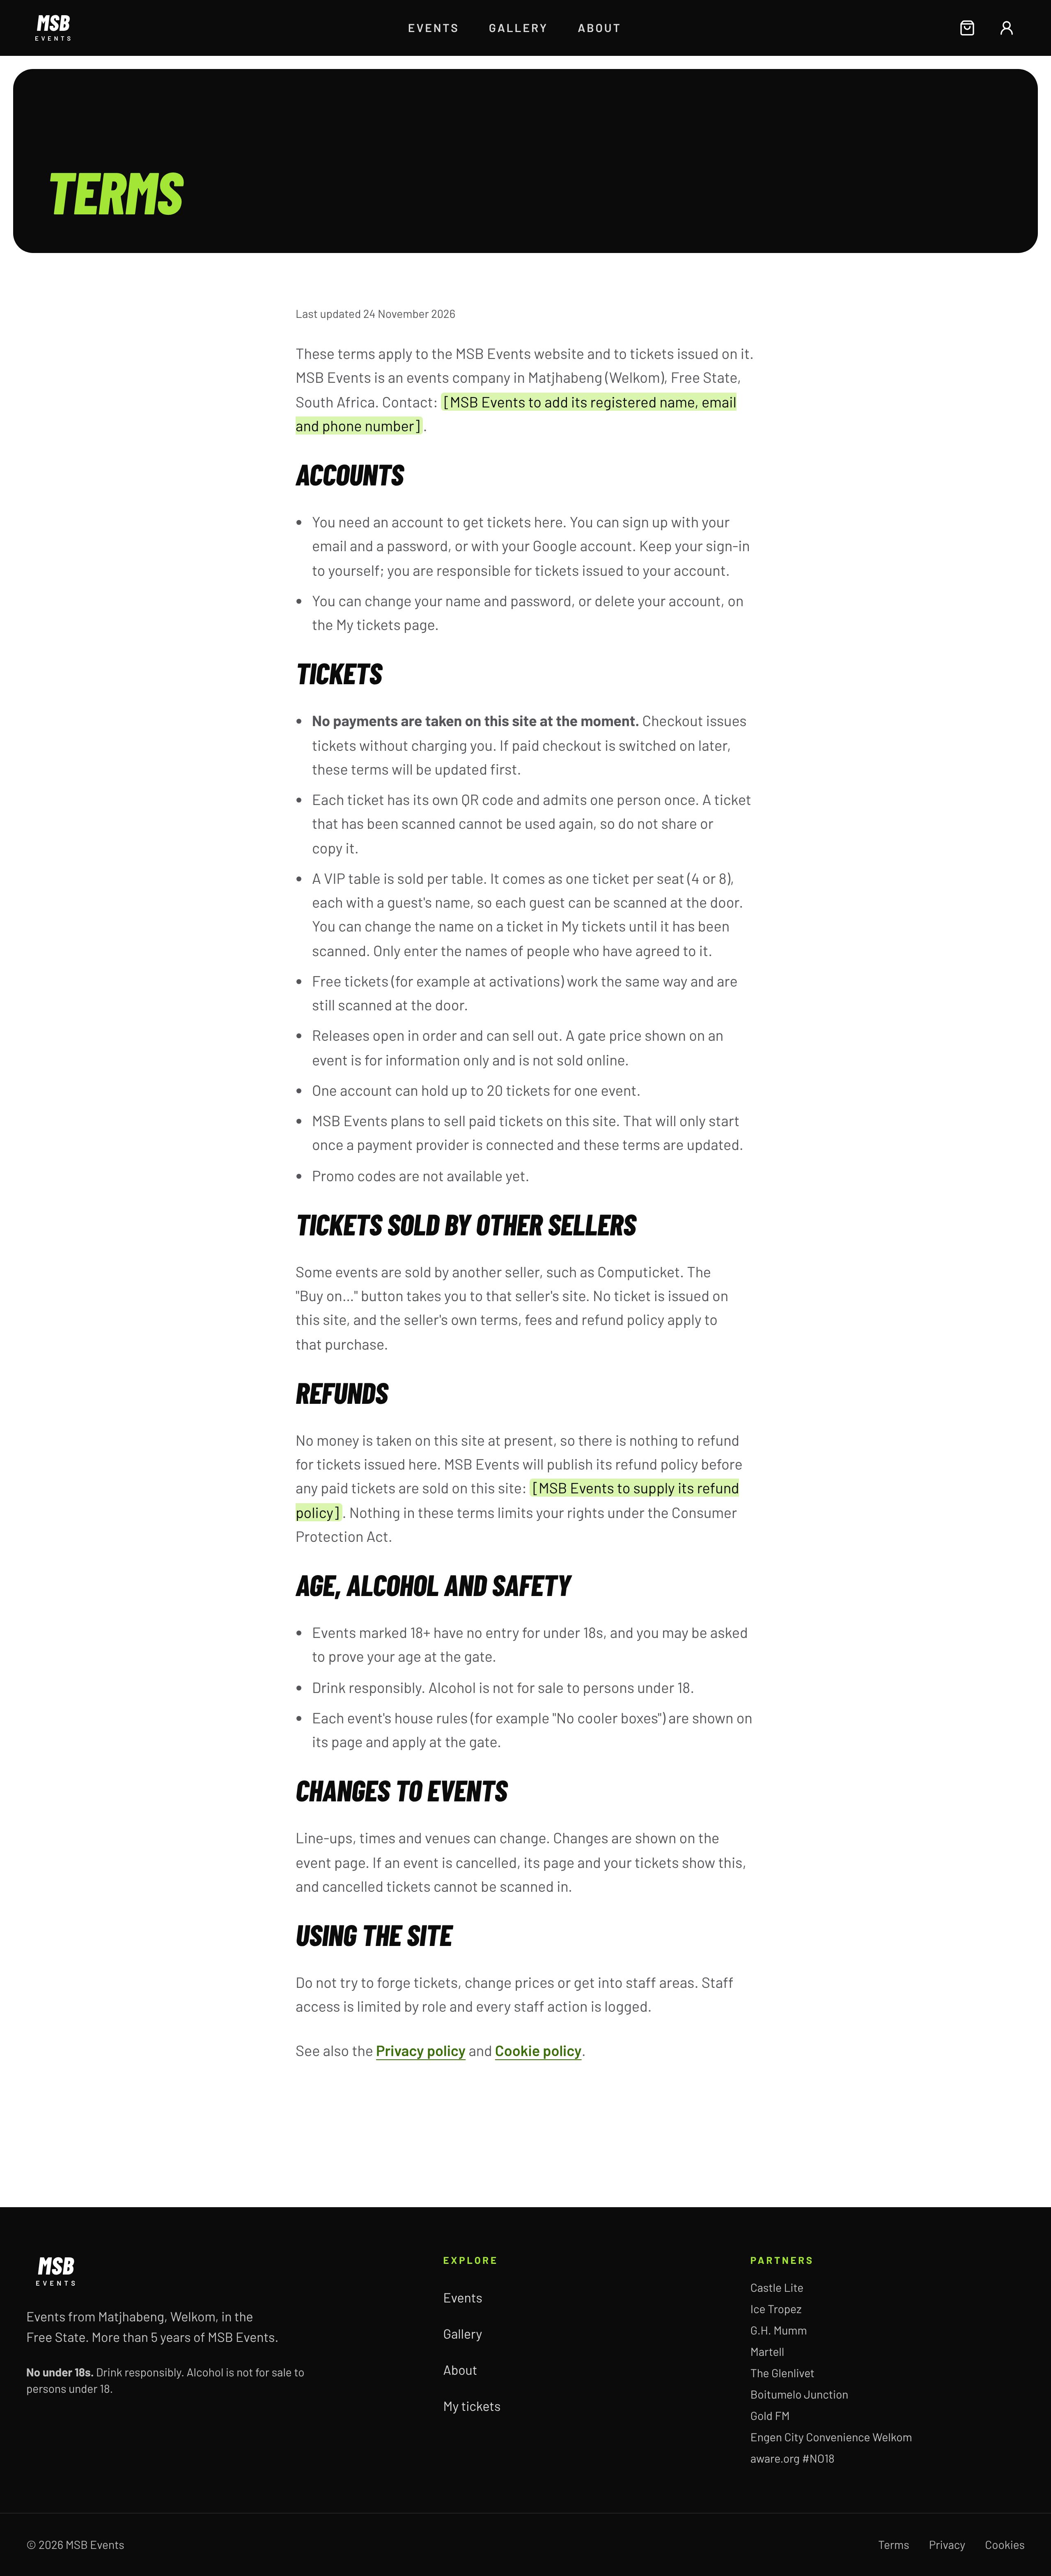 MSB
EVENTS
EVENTS
GALLERY
ABOUT
TERMS
Last updated 24 November 2026
These terms apply to the MSB Events website and to tickets issued on it.
MSB Events is an events company in Matjhabeng (Welkom), Free State,
South Africa. Contact: [MSB Events to add its registered name, email
and phone number].
ACCOUNTS
• You need an account to get tickets here. You can sign up with your
email and a password, or with your Google account. Keep your sign-in
to yourself; you are responsible for tickets issued to your account.
• You can change your name and password, or delete your account, on
the My tickets page.
TICKETS
• No payments are taken on this site at the moment. Checkout issues
tickets without charging you. If paid checkout is switched on later,
these terms will be updated first.
• Each ticket has its own QR code and admits one person once. A ticket
that has been scanned cannot be used again, so do not share or
copy it.
• A VIP table is sold per table. It comes as one ticket per seat (4 or 8),
each with a guest's name, so each guest can be scanned at the door.
You can change the name on a ticket in My tickets until it has been
scanned. Only enter the names of people who have agreed to it.
• Free tickets (for example at activations) work the same way and are
still scanned at the door.
• Releases open in order and can sell out. A gate price shown on an
event is for information only and is not sold online.
• One account can hold up to 20 tickets for one event.
• MSB Events plans to sell paid tickets on this site. That will only start
once a payment provider is connected and these terms are updated.
• Promo codes are not available yet.
TICKETS SOLD BY OTHER SELLERS
Some events are sold by another seller, such as Computicket. The
"Buy on..." button takes you to that seller's site. No ticket is issued on
this site, and the seller's own terms, fees and refund policy apply to
that purchase.
REFUNDS
No money is taken on this site at present, so there is nothing to refund
for tickets issued here. MSB Events will publish its refund policy before
any paid tickets are sold on this site: [MSB Events to supply its refund
policy]. Nothing in these terms limits your rights under the Consumer
Protection Act.
AGE, ALCOHOL AND SAFETY
• Events marked 18+ have no entry for under 18s, and you may be asked
to prove your age at the gate.
• Drink responsibly. Alcohol is not for sale to persons under 18.
• Each event's house rules (for example "No cooler boxes") are shown on
its page and apply at the gate.
CHANGES TO EVENTS
Line-ups, times and venues can change. Changes are shown on the
event page. If an event is cancelled, its page and your tickets show this,
and cancelled tickets cannot be scanned in.
USING THE SITE
Do not try to forge tickets, change prices or get into staff areas. Staff
access is limited by role and every staff action is logged.
See also the Privacy policy and Cookie policy.
MSB
EVENTS
Events from Matjhabeng, Welkom, in the
Free State. More than 5 years of MSB Events.
No under 18s. Drink responsibly. Alcohol is not for sale to
persons under 18.
EXPLORE
Events
Gallery
About
My tickets
PARTNERS
Castle Lite
Ice Tropez
G.H. Mumm
Martell
The Glenlivet
Boitumelo Junction
Gold FM
Engen City Convenience Welkom
aware.org #NO18
© 2026 MSB Events
Terms
Privacy
Cookies